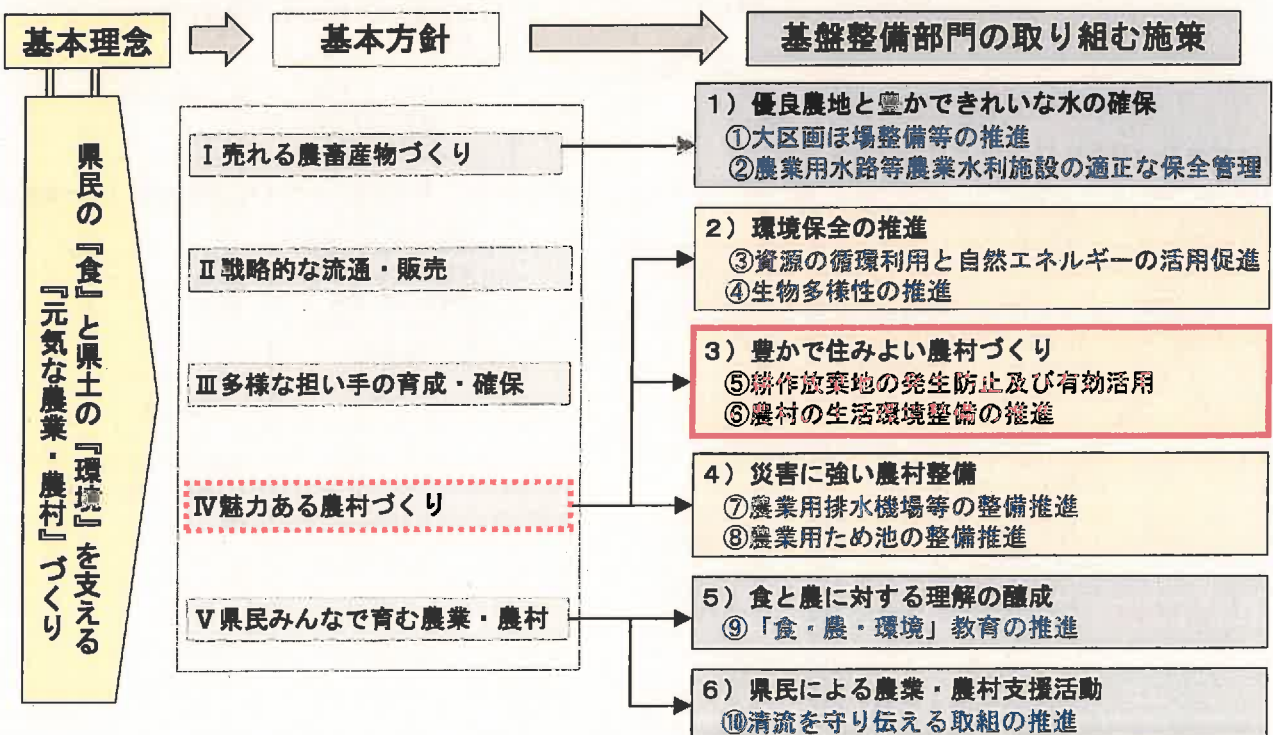 基本理念
基本方針
基盤整備部門の取り組む施策
県民の『食』と県土の『環境』を支える
『元気な農業・農村』づくり
Ⅰ売れる農畜産物づくり
Ⅱ戦略的な流通・販売
Ⅲ多様な担い手の育成・確保
Ⅳ魅力ある農村づくり
Ⅴ県民みんなで育む農業・農村
1）優良農地と豊かできれいな水の確保
①大区画ほ場整備等の推進
②農業用水路等農業水利施設の適正な保全管理
2）環境保全の推進
③資源の循環利用と自然エネルギーの活用促進
④生物多様性の推進
3）豊かで住みよい農村づくり
⑤耕作放棄地の発生防止及び有効活用
⑥農村の生活環境整備の推進
4）災害に強い農村整備
⑦農業用排水機場等の整備推進
⑧農業用ため池の整備推進
5）食と農に対する理解の醸成
⑨「食・農・環境」教育の推進
6）県民による農業・農村支援活動
⑩清流を守り伝える取組の推進